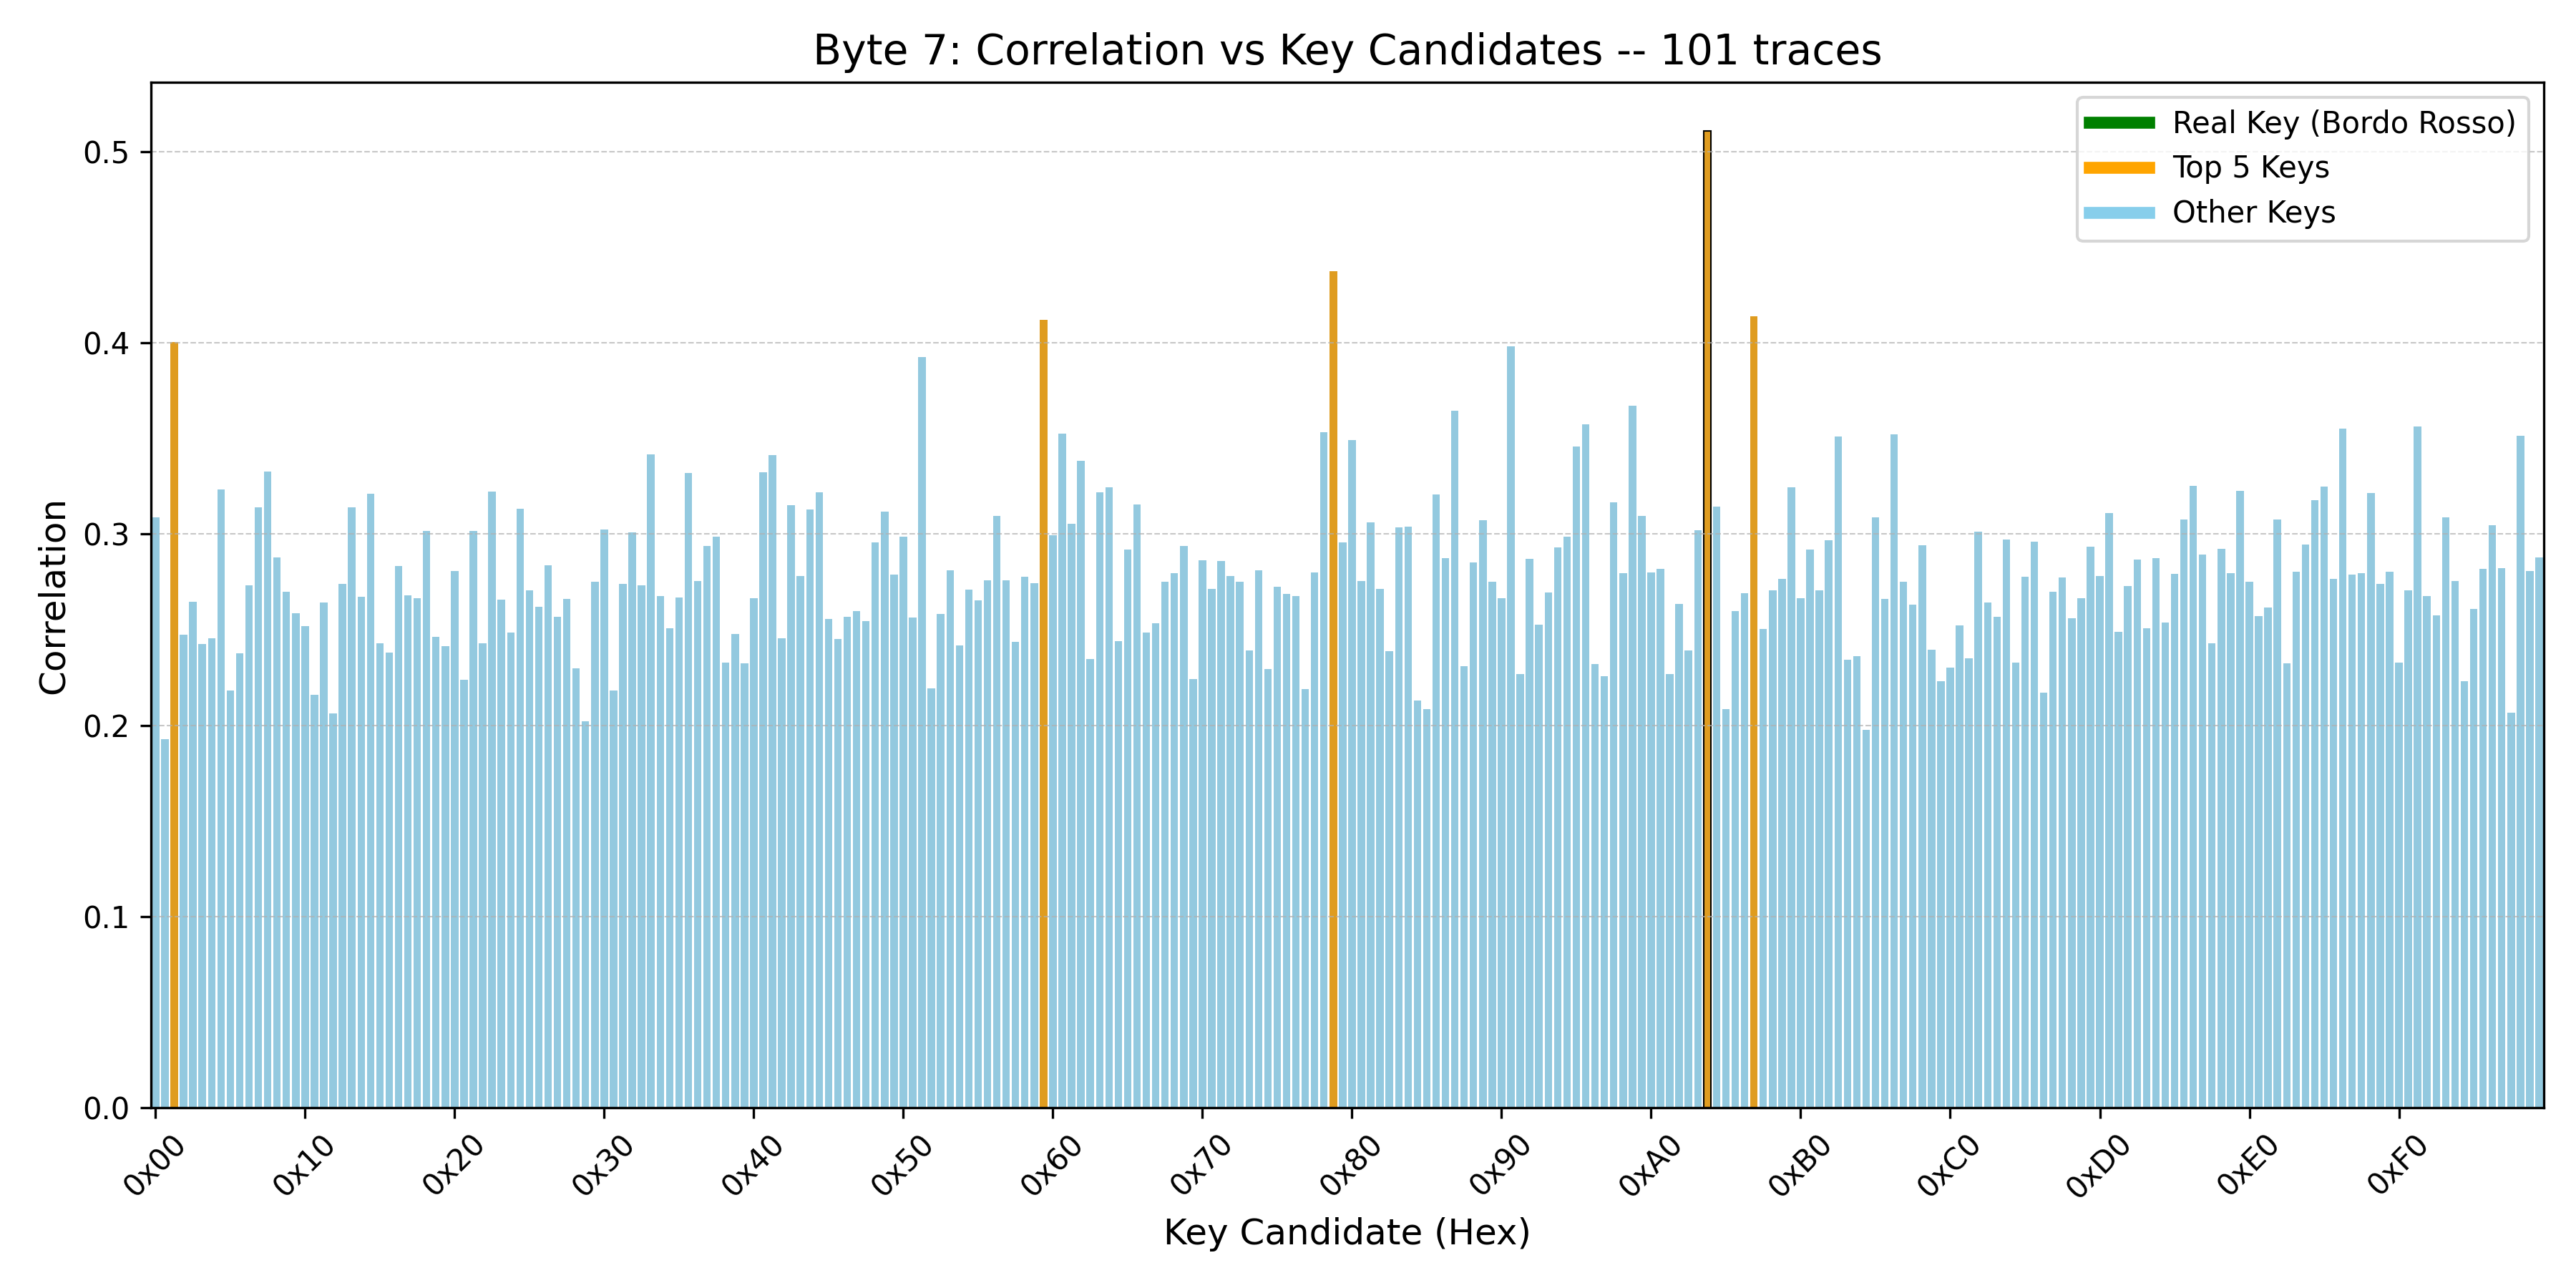 Byte 7: Correlation vs Key Candidates -- 101 traces
Real Key (Bordo Rosso)
Top 5 Keys
Other Keys
Correlation
0.5
0.4
0.3
0.2
0.1
0.0
0x00 0x10 0x20 0x30 0x40 0x50 0x60 0x70 0x80 0x90 0xA0 0xB0 0xC0 0xD0 0xE0 0xF0
Key Candidate (Hex)